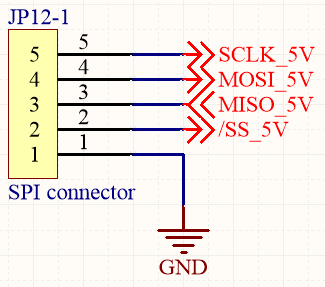 JP12-1
5 5 SCLK_5V
4 4 MOSI_5V
3 3 MISO_5V
2 2 /SS_5V
1 1
SPI connector
GND